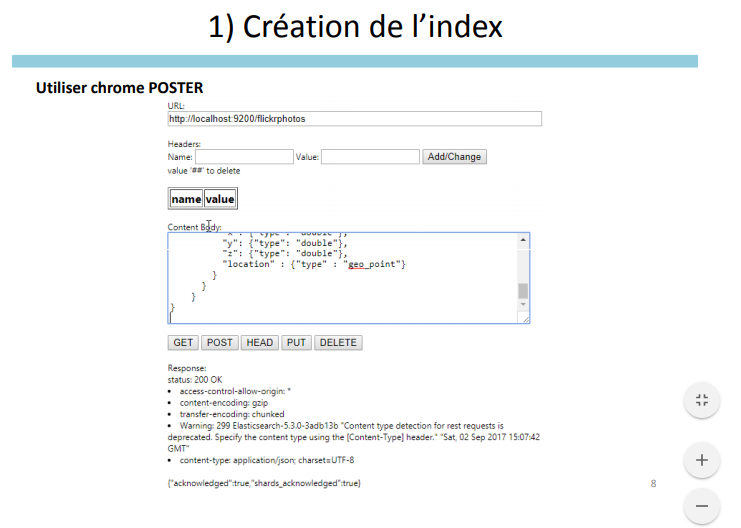 1) Création de l’index
Utiliser chrome POSTER
URL:
http://localhost:9200/flickrphotos
Headers:
Name: Value: Add/Change
value '##' to delete
name value
Content Body:
"y": {"type": "double"},
"z": {"type": "double"},
"location" : {"type" : "geo_point"}
}
}
}
}
GET POST HEAD PUT DELETE
Response:
status: 200 OK
• access-control-allow-origin: *
• content-encoding: gzip
• transfer-encoding: chunked
• Warning: 299 Elasticsearch-5.3.0-3adb13b "Content type detection for rest requests is
deprecated. Specify the content type using the [Content-Type] header." "Sat, 02 Sep 2017 15:07:42
GMT"
• content-type: application/json; charset=UTF-8
{"acknowledged":true,"shards_acknowledged":true}
8